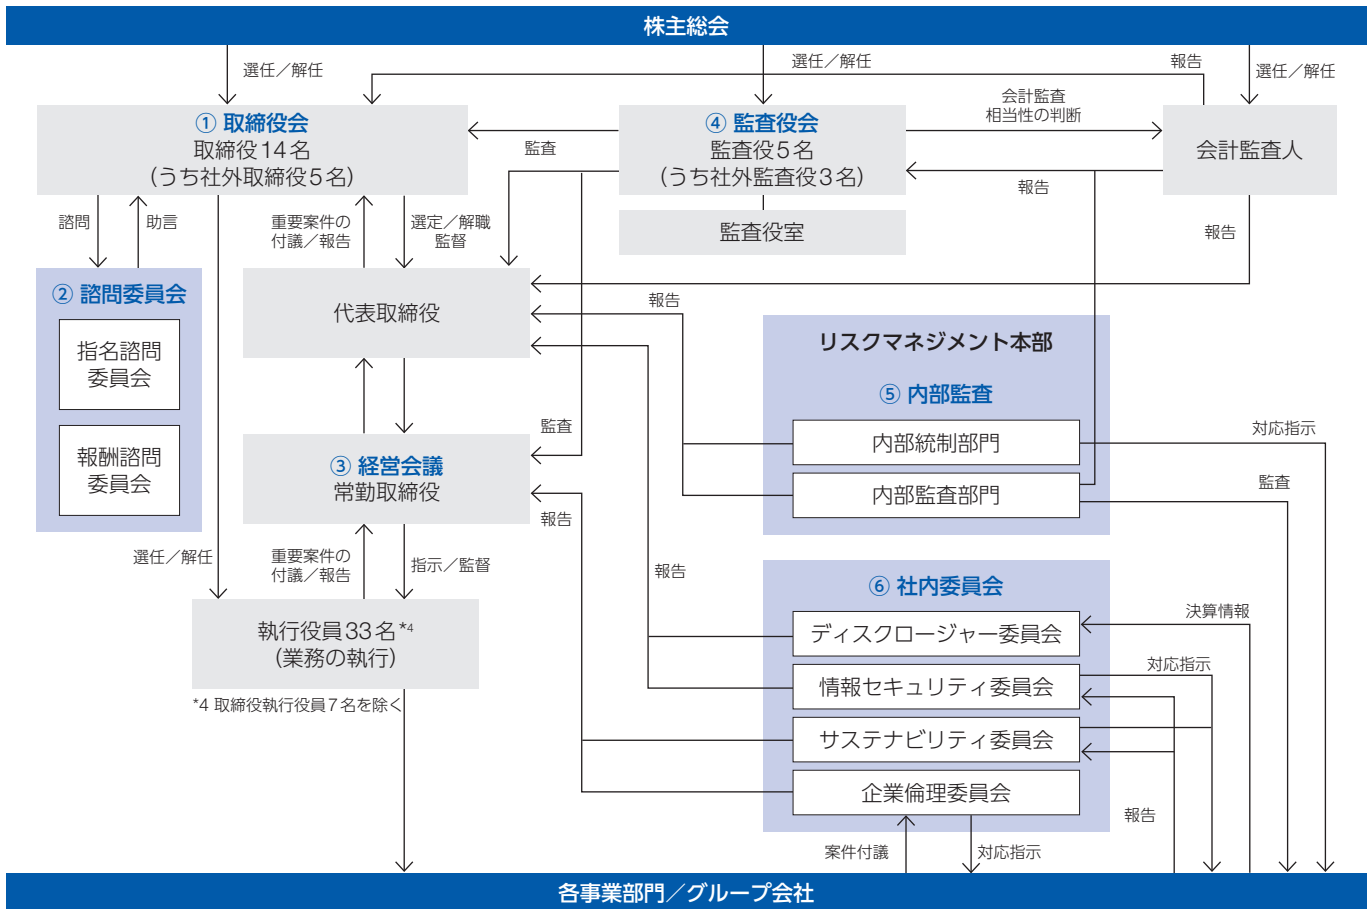 株主総会
選任／解任
選任／解任
報告
選任／解任
① 取締役会
取締役14名
（うち社外取締役5名）
監査
④ 監査役会
監査役5名
（うち社外監査役3名）
監査役室
会計監査
相当性の判断
会計監査人
報告
報告
諮問
助言
重要案件の
付議／報告
選定／解職
監督
② 諮問委員会
指名諮問
委員会
報酬諮問
委員会
代表取締役
報告
リスクマネジメント本部
⑤ 内部監査
内部統制部門
内部監査部門
対応指示
監査
監査
③ 経営会議
常勤取締役
報告
選任／解任
重要案件の
付議／報告
指示／監督
報告
執行役員33名*4
（業務の執行）
*4 取締役執行役員7名を除く
⑥ 社内委員会
ディスクロージャー委員会
情報セキュリティ委員会
サステナビリティ委員会
企業倫理委員会
決算情報
対応指示
報告
案件付議
対応指示
各事業部門／グループ会社